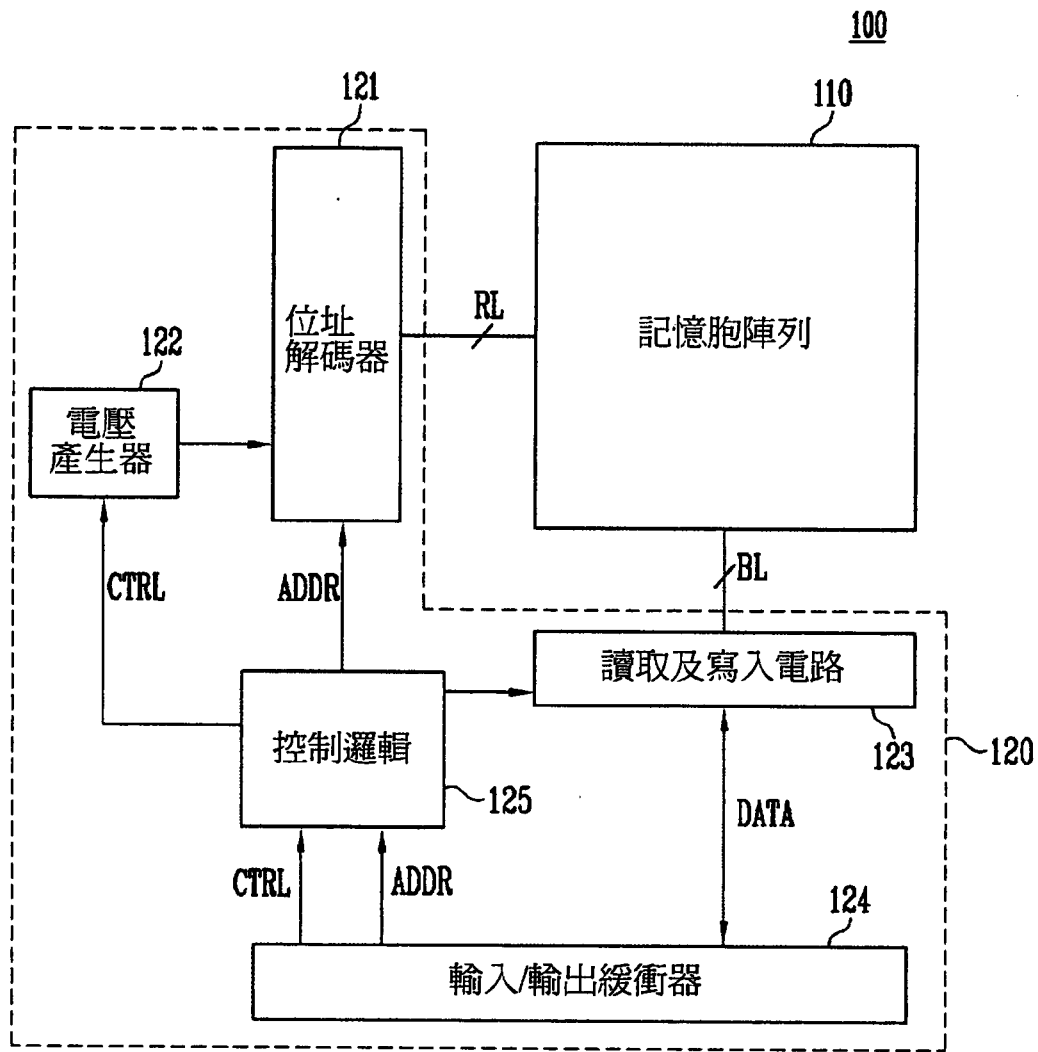 100
121
110
位址
解碼器
RL
記憶胞陣列
122
電壓
產生器
CTRL
ADDR
BL
讀取及寫入電路
123
120
控制邏輯
125
DATA
CTRL
ADDR
124
輸入/輸出緩衝器